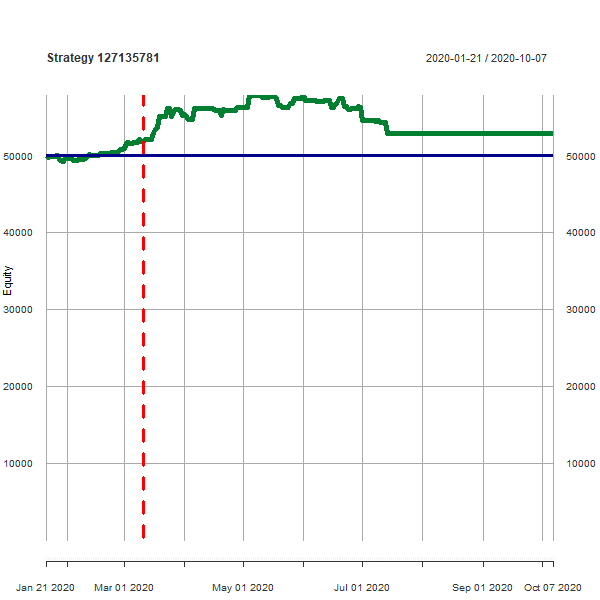 Strategy 127135781
2020-01-21 / 2020-10-07
50000
50000
40000
40000
Equity
30000
30000
20000
20000
10000
10000
Jan 21 2020
Mar 01 2020
May 01 2020
Jul 01 2020
Sep 01 2020
Oct 07 2020